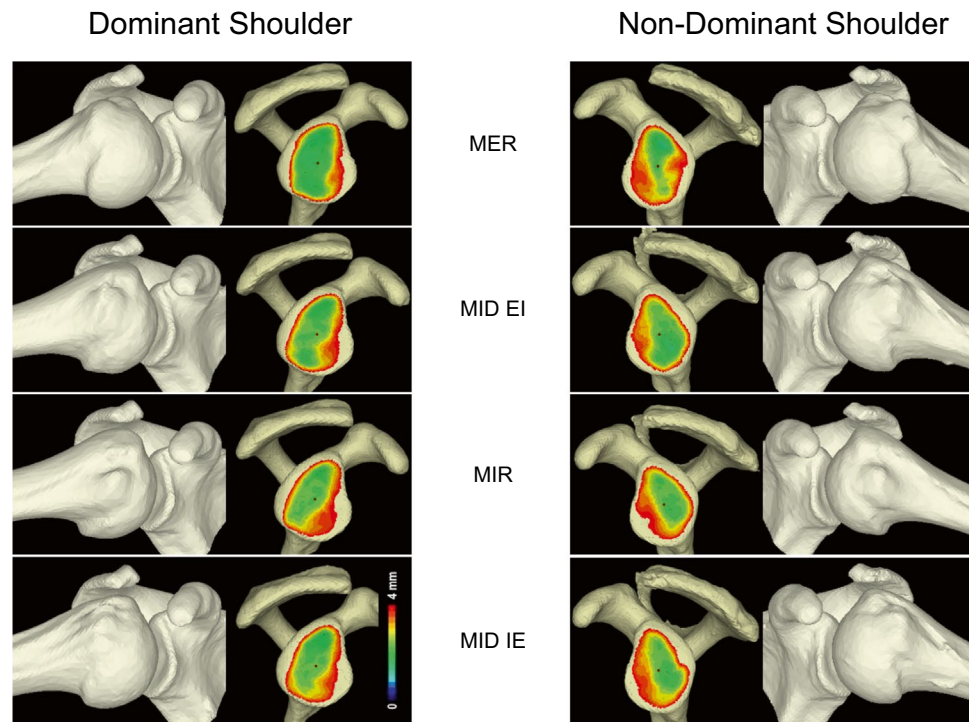 Dominant Shoulder
Non-Dominant Shoulder
MER
MID EI
MIR
MID IE
4 mm
0